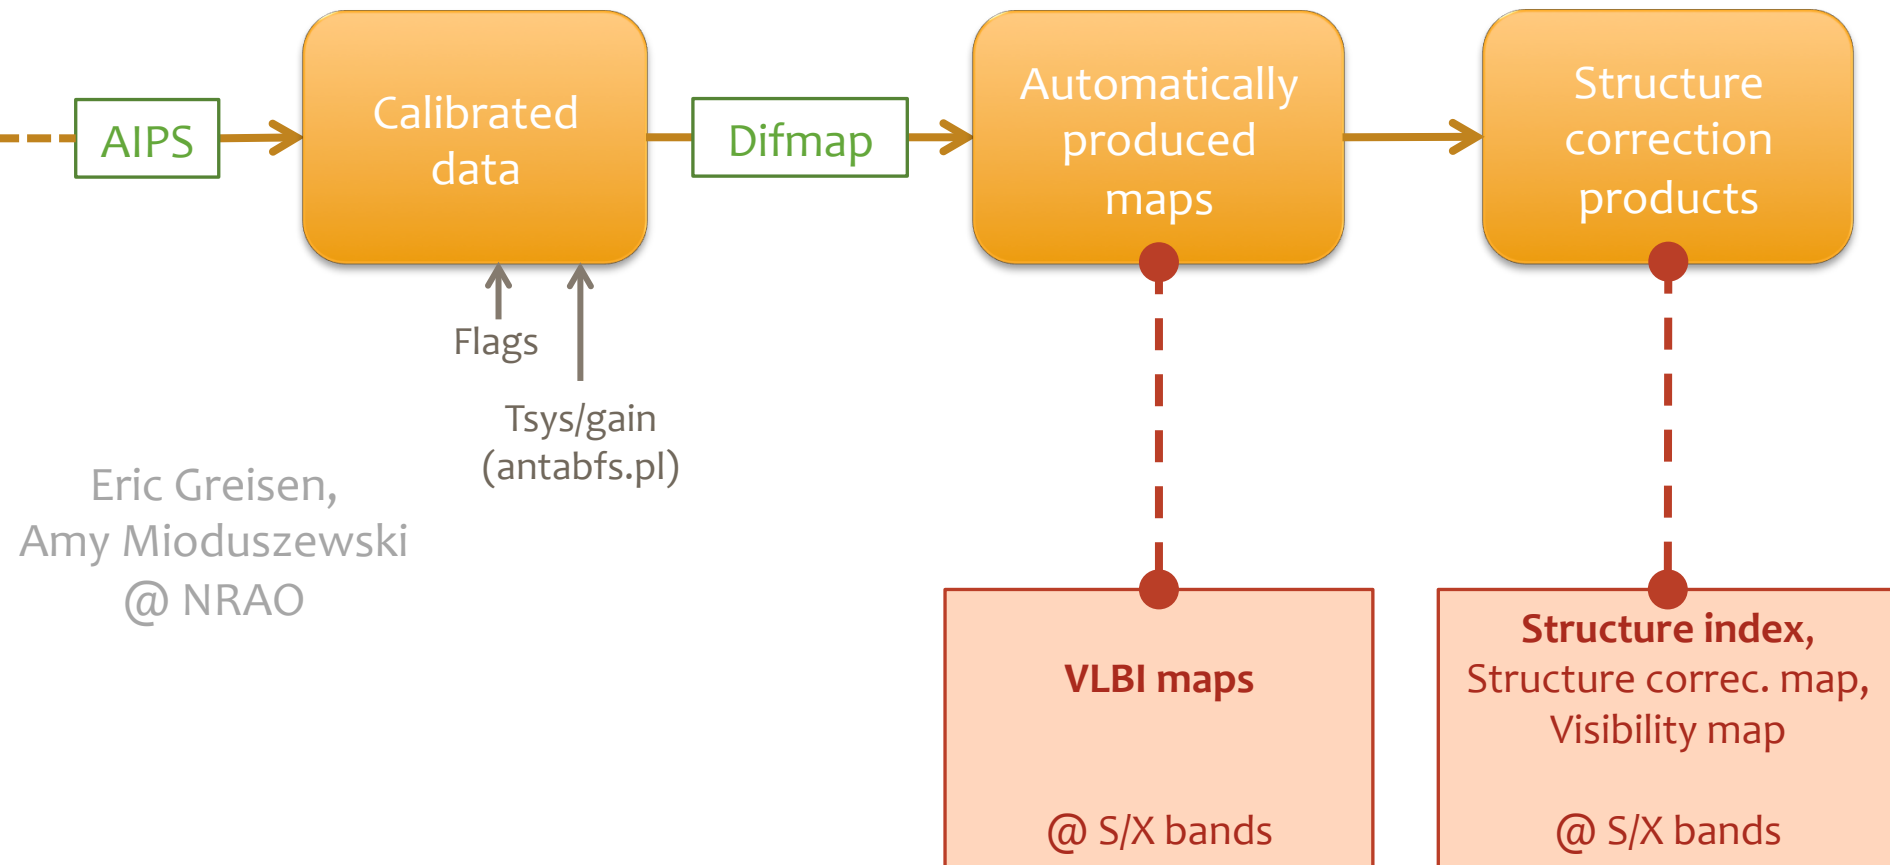 AIPS
Calibrated
data
Difmap
Automatically
produced
maps
Structure
correction
products
Flags
Tsys/gain
(antabfs.pl)
Eric Greisen,
Amy Mioduszewski
@ NRAO
VLBI maps
@ S/X bands
Structure index,
Structure correc. map,
Visibility map
@ S/X bands